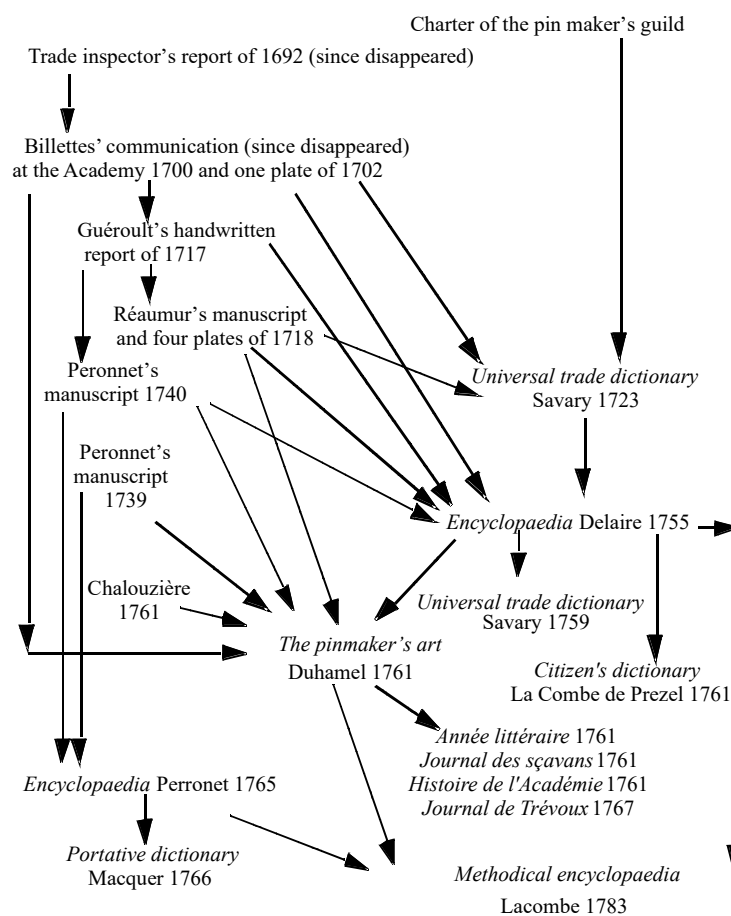 Charter of the pin maker's guild
Trade inspector's report of 1692 (since disappeared)
Billettes' communication (since disappeared)
at the Academy 1700 and one plate of 1702
Guéroult's handwritten
report of 1717
Réaumur's manuscript
and four plates of 1718
Peronnet's
manuscript 1740
Universal trade dictionary
Savary 1723
Peronnet's
manuscript
1739
Encyclopaedia Delaire 1755
Chalouzière
1761
Universal trade dictionary
Savary 1759
The pinmaker's art
Duhamel 1761
Citizen's dictionary
La Combe de Prezel 1761
Année littéraire 1761
Journal des sçavans 1761
Histoire de l'Académie 1761
Journal de Trévoux 1767
Encyclopaedia Perronet 1765
Portative dictionary
Macquer 1766
Methodical encyclopaedia
Lacombe 1783